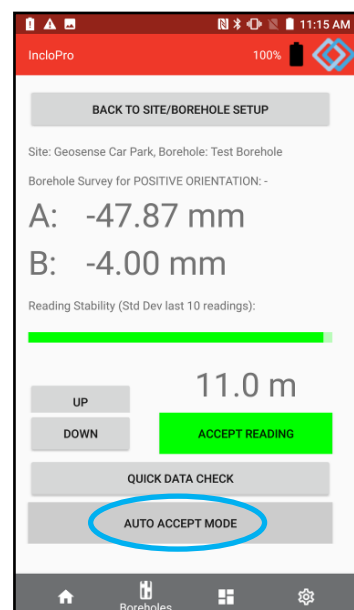 11:15 AM
IncloPro 100%
BACK TO SITE/BOREHOLE SETUP
Site: Geosense Car Park, Borehole: Test Borehole
Borehole Survey for POSITIVE ORIENTATION: -
A: -47.87 mm
B: -4.00 mm
Reading Stability (Std Dev last 10 readings):
11.0 m
UP
DOWN ACCEPT READING
QUICK DATA CHECK
AUTO ACCEPT MODE
Boreholes